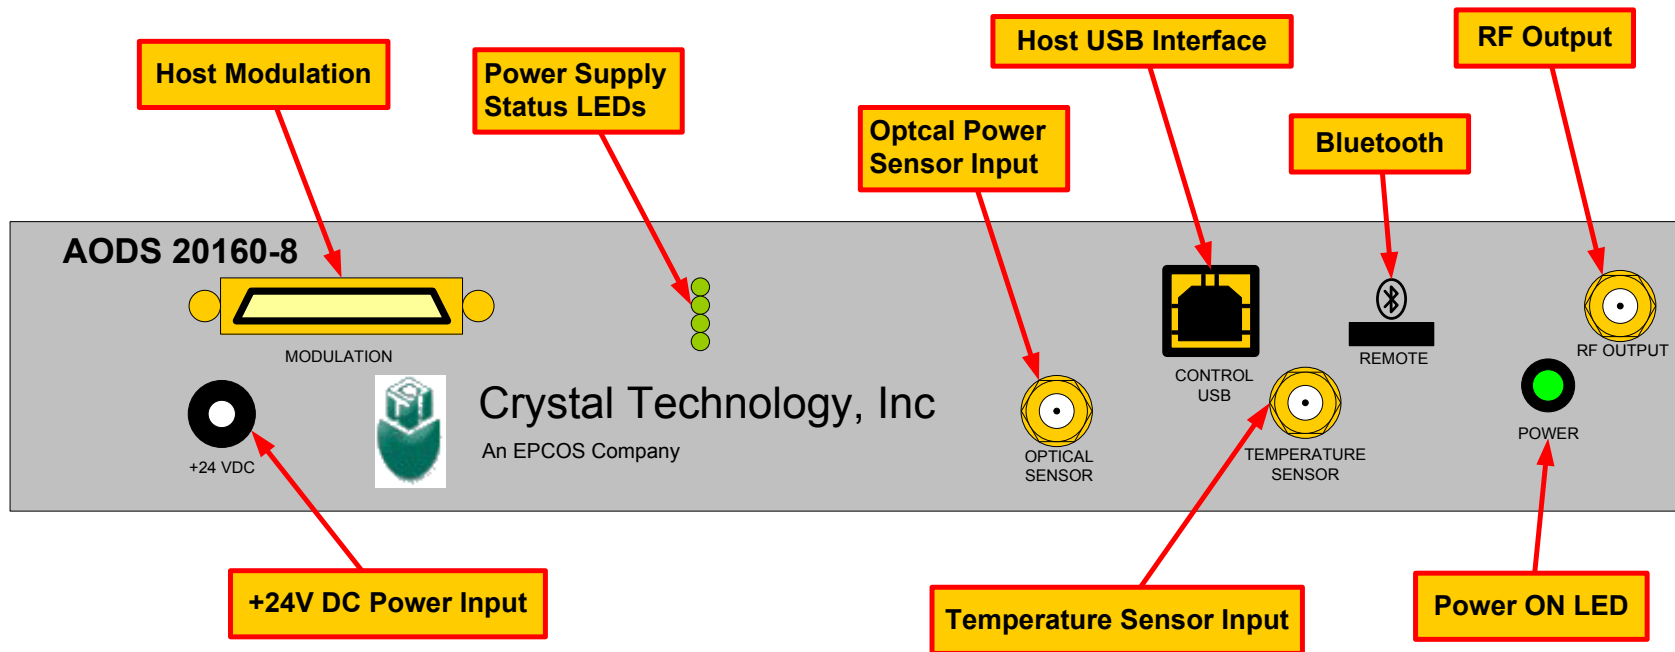 Host Modulation
Power Supply
Status LEDs
Host USB Interface
RF Output
Optcal Power
Sensor Input
Bluetooth
AODS 20160-8
MODULATION
REMOTE
RF OUTPUT
CONTROL
USB
Crystal Technology, Inc
An EPCOS Company
+24 VDC
OPTICAL
SENSOR
TEMPERATURE
SENSOR
POWER
+24V DC Power Input
Temperature Sensor Input
Power ON LED